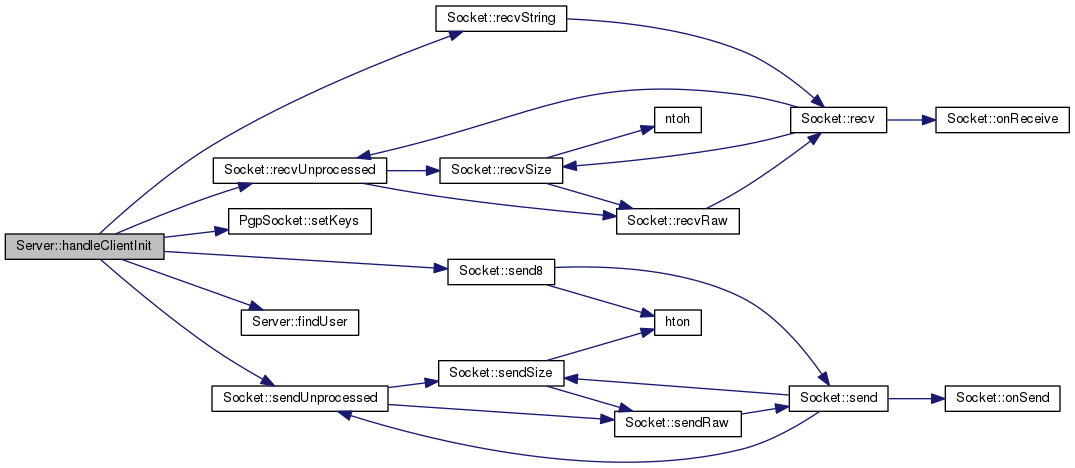 Socket::recvString
Socket::recv
Socket::onReceive
ntoh
Socket::recvUnprocessed
Socket::recvSize
Socket::recvRaw
PgpSocket::setKeys
Server::handleClientInit
Socket::send8
Server::findUser
hton
Socket::sendSize
Socket::sendUnprocessed
Socket::send
Socket::onSend
Socket::sendRaw